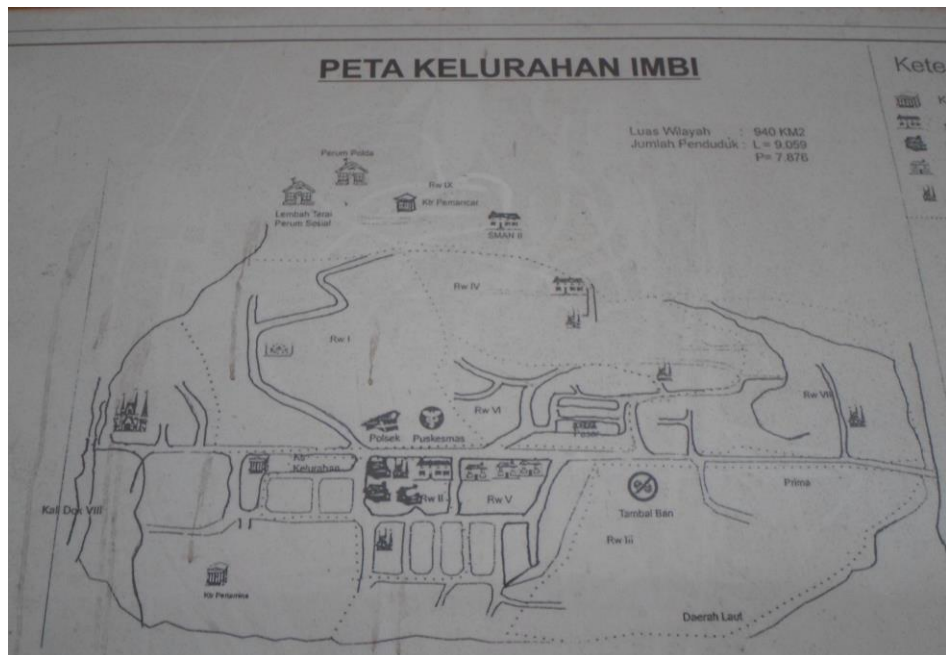 PETA KELURAHAN IMBI
Kete
K
Luas Wilayah : 940 KM2
Jumlah Penduduk : L = 9.059
P= 7.876
Perum Polda
Rw IX
Ktr Pemancar
Lembah Terai
Perum Sosial
SMAN II
Rw IV
Rw I
Rw VI
Rw VII
Polsek
Puskesmas
Pasar
Ktr
Kelurahan
Rw II
Rw V
Prima
Tambal Ban
Kali Dok VIII
Rw Iii
Ktr Pertamina
Daerah Laut